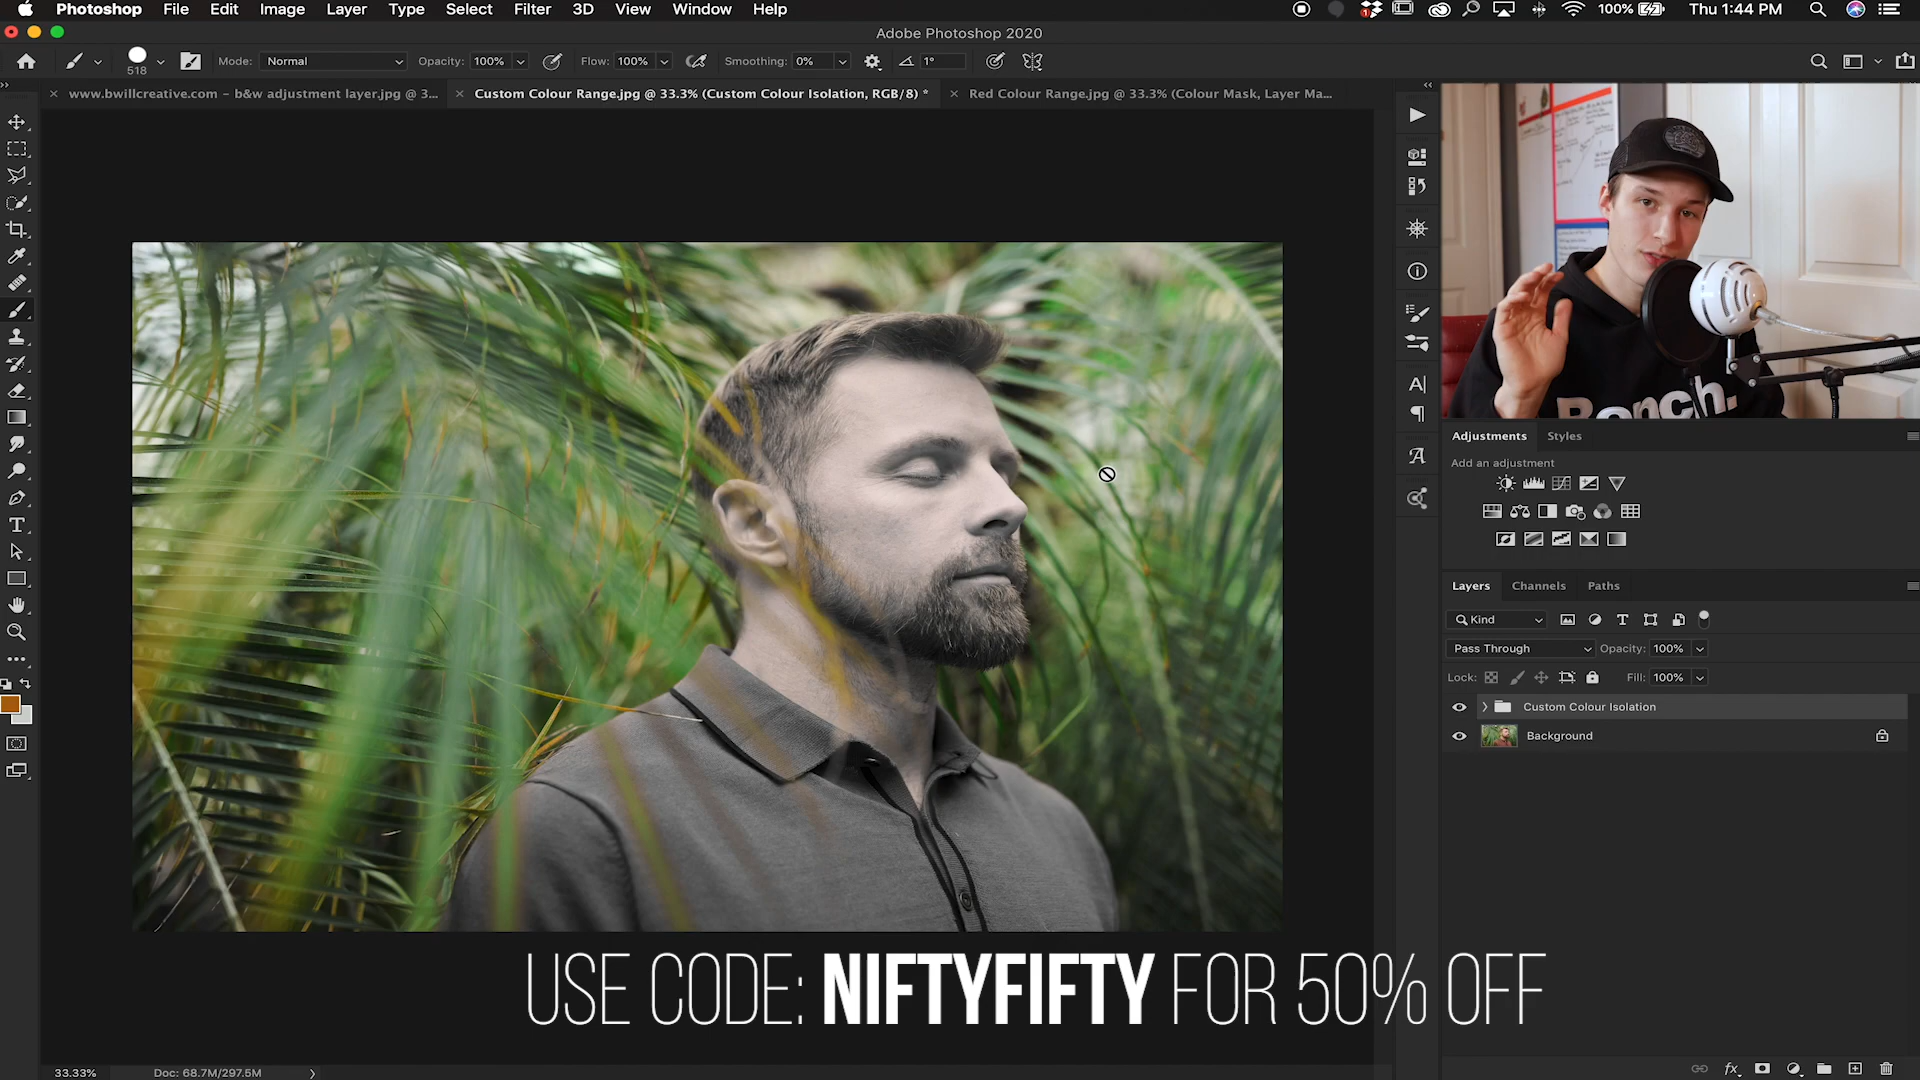 Photoshop File Edit Image Layer Type Select Filter 3D View Window Help 1 100% Thu 1:44 PM
Adobe Photoshop 2020
518 Mode: Normal Opacity: 100% Flow: 100% Smoothing: 0% 1°
www.bwillcreative.com - b&w adjustment layer.jpg @ 3... Custom Colour Range.jpg @ 33.3% (Custom Colour Isolation, RGB/8) * Red Colour Range.jpg @ 33.3% (Colour Mask, Layer Ma...
Bench.
Adjustments Styles
Add an adjustment
Layers Channels Paths
Kind
Pass Through Opacity: 100%
Lock: Fill: 100%
Custom Colour Isolation
Background
USE CODE: NIFTYFIFTY FOR 50% OFF
33.33% Doc: 68.7M/297.5M